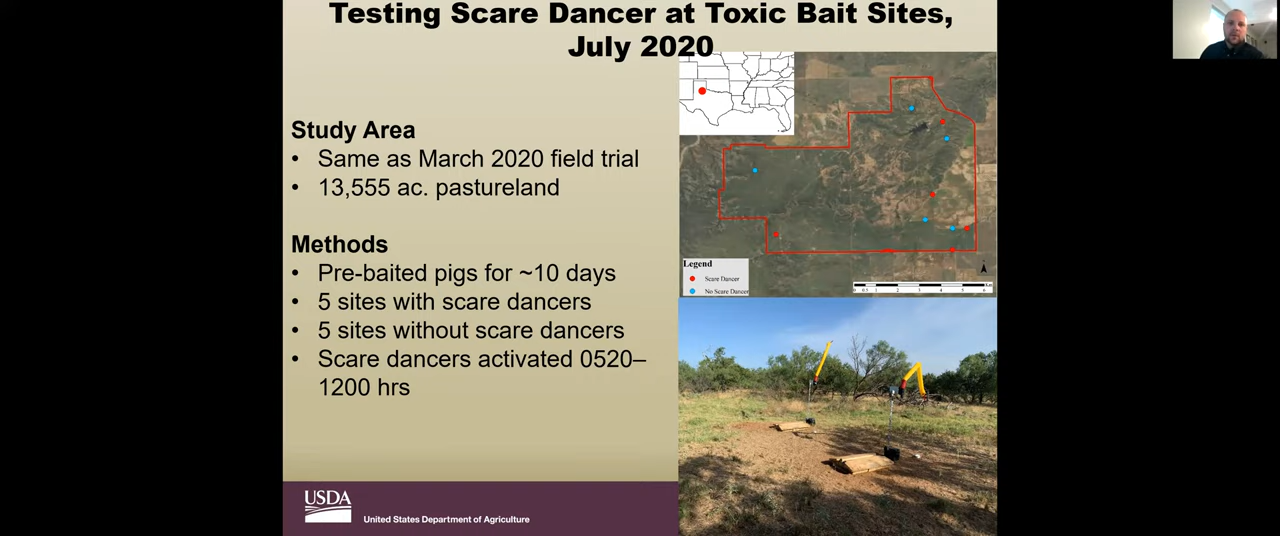 Testing Scare Dancer at Toxic Bait Sites,
July 2020
Study Area
• Same as March 2020 field trial
• 13,555 ac. pastureland
Methods
• Pre-baited pigs for ~10 days
• 5 sites with scare dancers
• 5 sites without scare dancers
• Scare dancers activated 0520–
1200 hrs
Legend
Scare Dancer
No Scare Dancer
USDA
United States Department of Agriculture